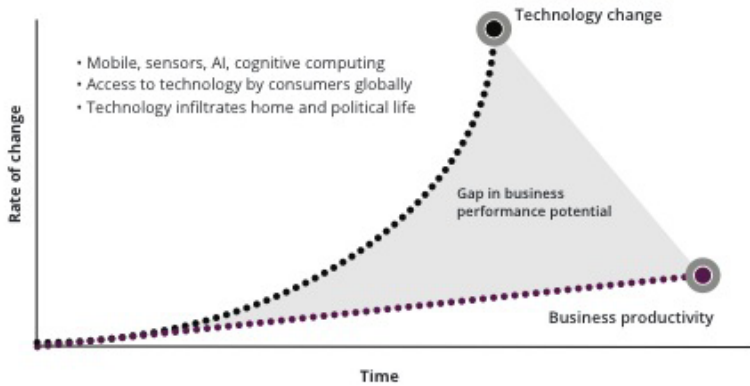 Technology change
• Mobile, sensors, AI, cognitive computing
• Access to technology by consumers globally
• Technology infiltrates home and political life
Rate of change
Gap in business
performance potential
Business productivity
Time